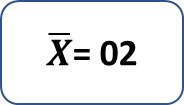 X̅ = 02